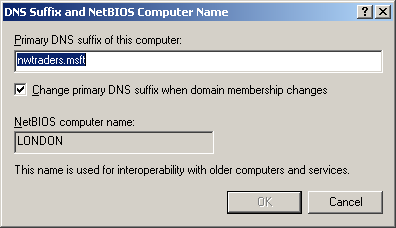 DNS Suffix and NetBIOS Computer Name
Primary DNS suffix of this computer:
nwtraders.msft
Change primary DNS suffix when domain membership changes
NetBIOS computer name:
LONDON
This name is used for interoperability with older computers and services.
OK Cancel